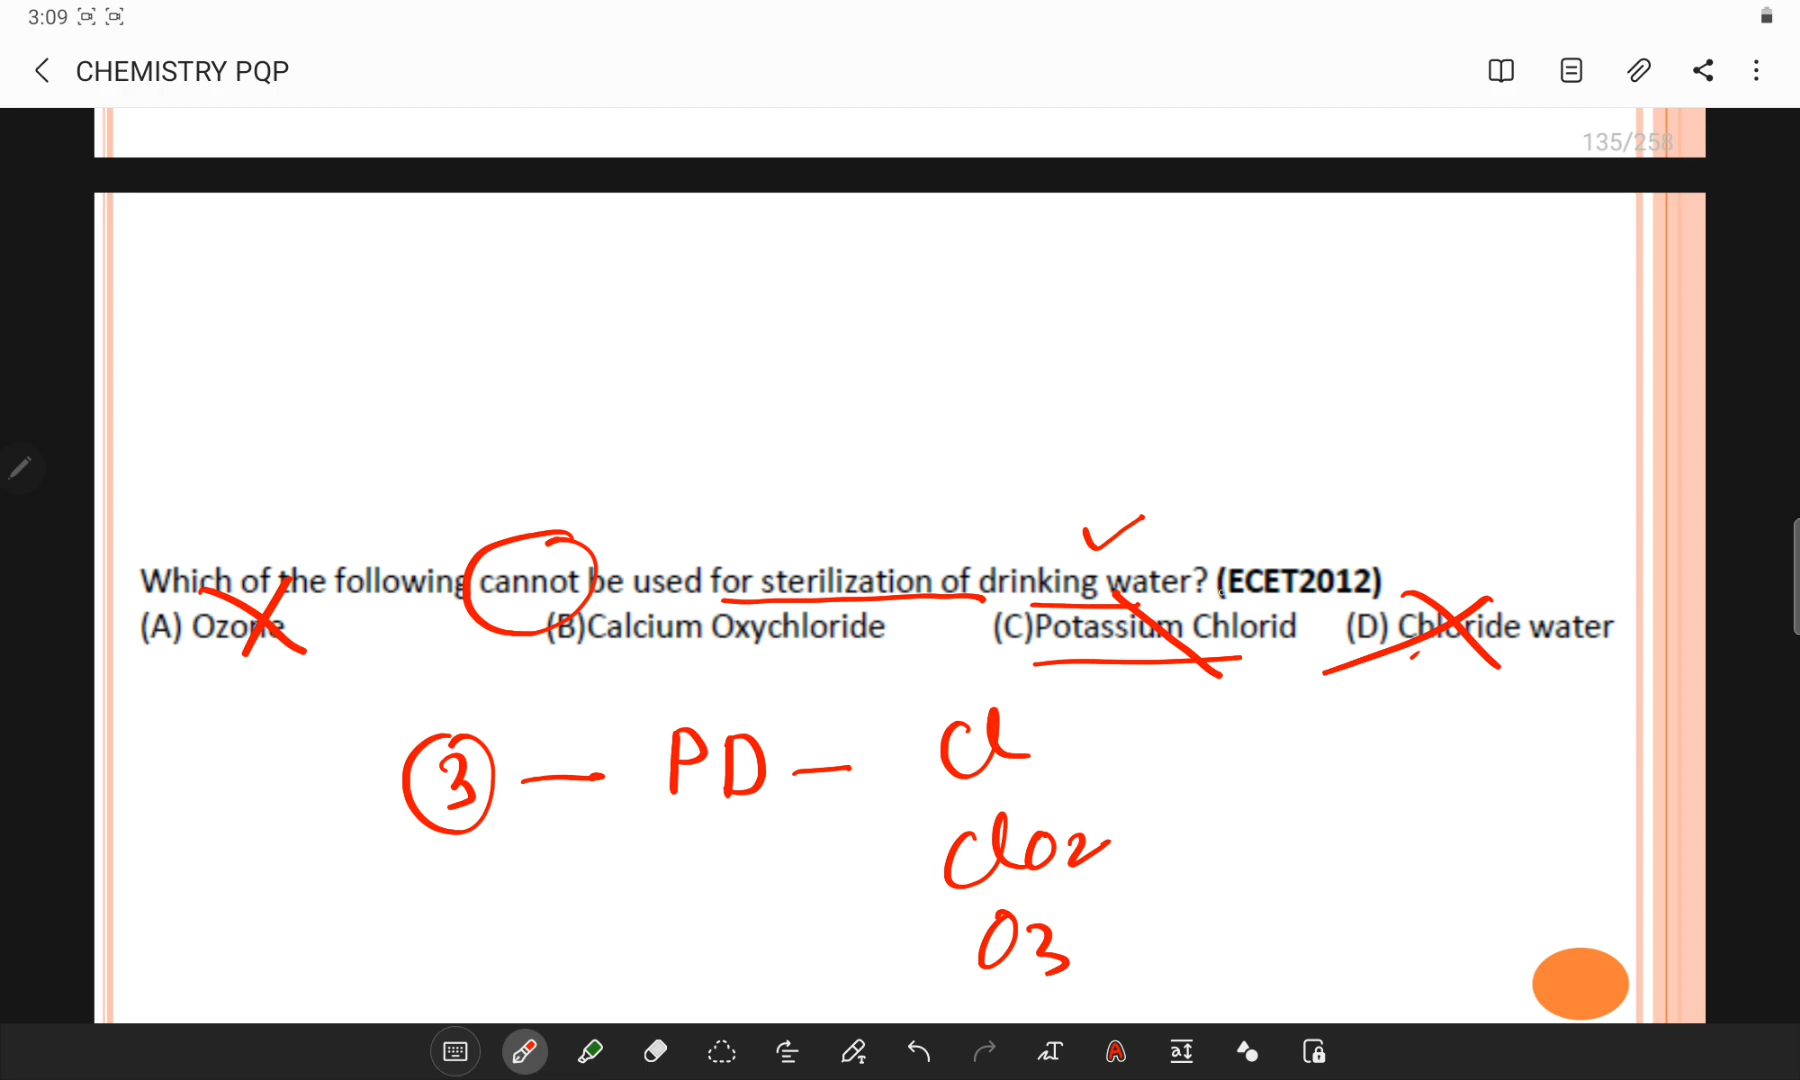 3:09
CHEMISTRY PQP
135/258
Which of the following cannot be used for sterilization of drinking water? (ECET2012)
(A) Ozone (B)Calcium Oxychloride (C)Potassium Chlorid (D) Chloride water
3 — PD — Cl
ClO2
O3